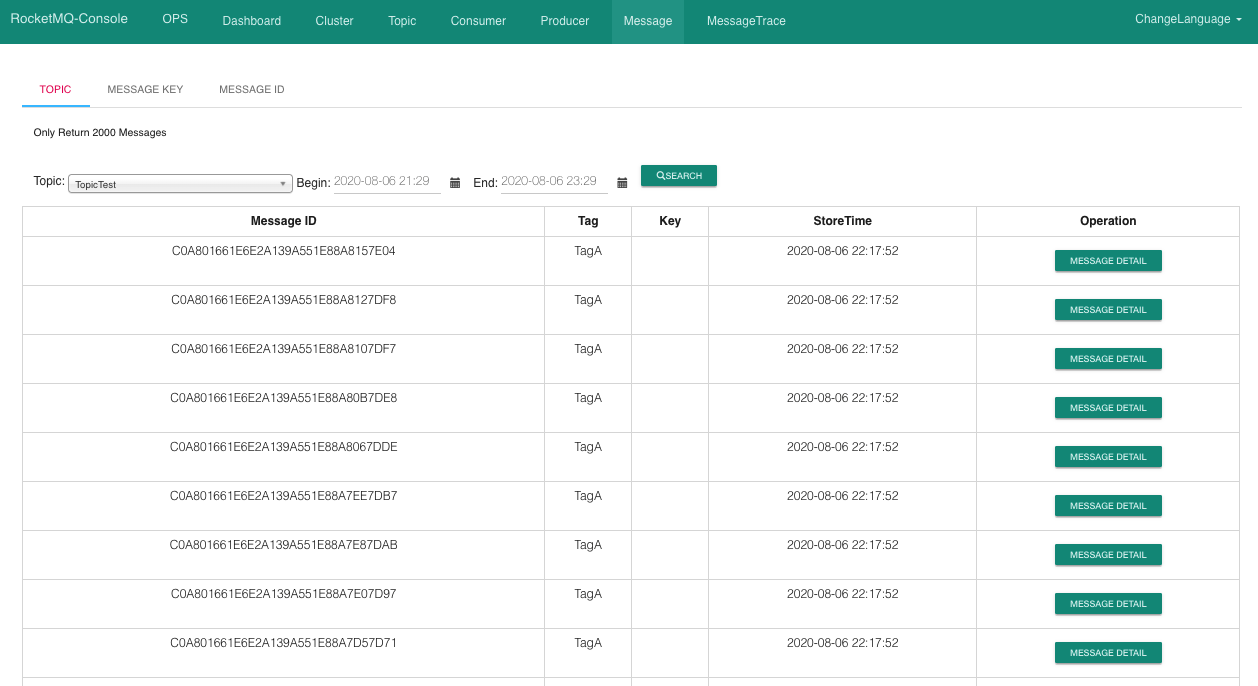 RocketMQ-Console OPS Dashboard Cluster Topic Consumer Producer Message MessageTrace ChangeLanguage
TOPIC MESSAGE KEY MESSAGE ID
Only Return 2000 Messages
Topic: TopicTest Begin: 2020-08-06 21:29 End: 2020-08-06 23:29 SEARCH
Message ID Tag Key StoreTime Operation
C0A801661E6E2A139A551E88A8157E04 TagA 2020-08-06 22:17:52 MESSAGE DETAIL
C0A801661E6E2A139A551E88A8127DF8 TagA 2020-08-06 22:17:52 MESSAGE DETAIL
C0A801661E6E2A139A551E88A8107DF7 TagA 2020-08-06 22:17:52 MESSAGE DETAIL
C0A801661E6E2A139A551E88A80B7DE8 TagA 2020-08-06 22:17:52 MESSAGE DETAIL
C0A801661E6E2A139A551E88A8067DDE TagA 2020-08-06 22:17:52 MESSAGE DETAIL
C0A801661E6E2A139A551E88A7EE7DB7 TagA 2020-08-06 22:17:52 MESSAGE DETAIL
C0A801661E6E2A139A551E88A7E87DAB TagA 2020-08-06 22:17:52 MESSAGE DETAIL
C0A801661E6E2A139A551E88A7E07D97 TagA 2020-08-06 22:17:52 MESSAGE DETAIL
C0A801661E6E2A139A551E88A7D57D71 TagA 2020-08-06 22:17:52 MESSAGE DETAIL